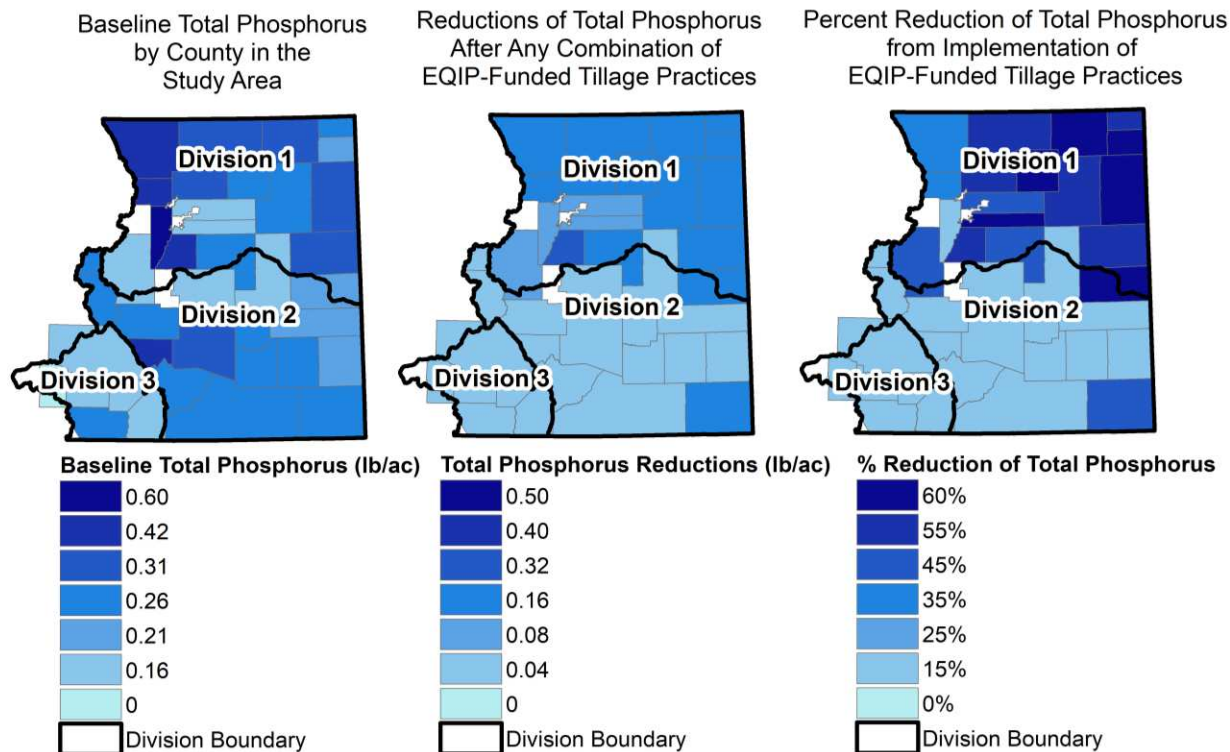 Baseline Total Phosphorus
by County in the
Study Area
Division 1
Division 2
Division 3
Baseline Total Phosphorus (lb/ac)
0.60
0.42
0.31
0.26
0.21
0.16
0
Division Boundary
Reductions of Total Phosphorus
After Any Combination of
EQIP-Funded Tillage Practices
Division 1
Division 2
Division 3
Total Phosphorus Reductions (lb/ac)
0.50
0.40
0.32
0.16
0.08
0.04
0
Division Boundary
Percent Reduction of Total Phosphorus
from Implementation of
EQIP-Funded Tillage Practices
Division 1
Division 2
Division 3
% Reduction of Total Phosphorus
60%
55%
45%
35%
25%
15%
0%
Division Boundary